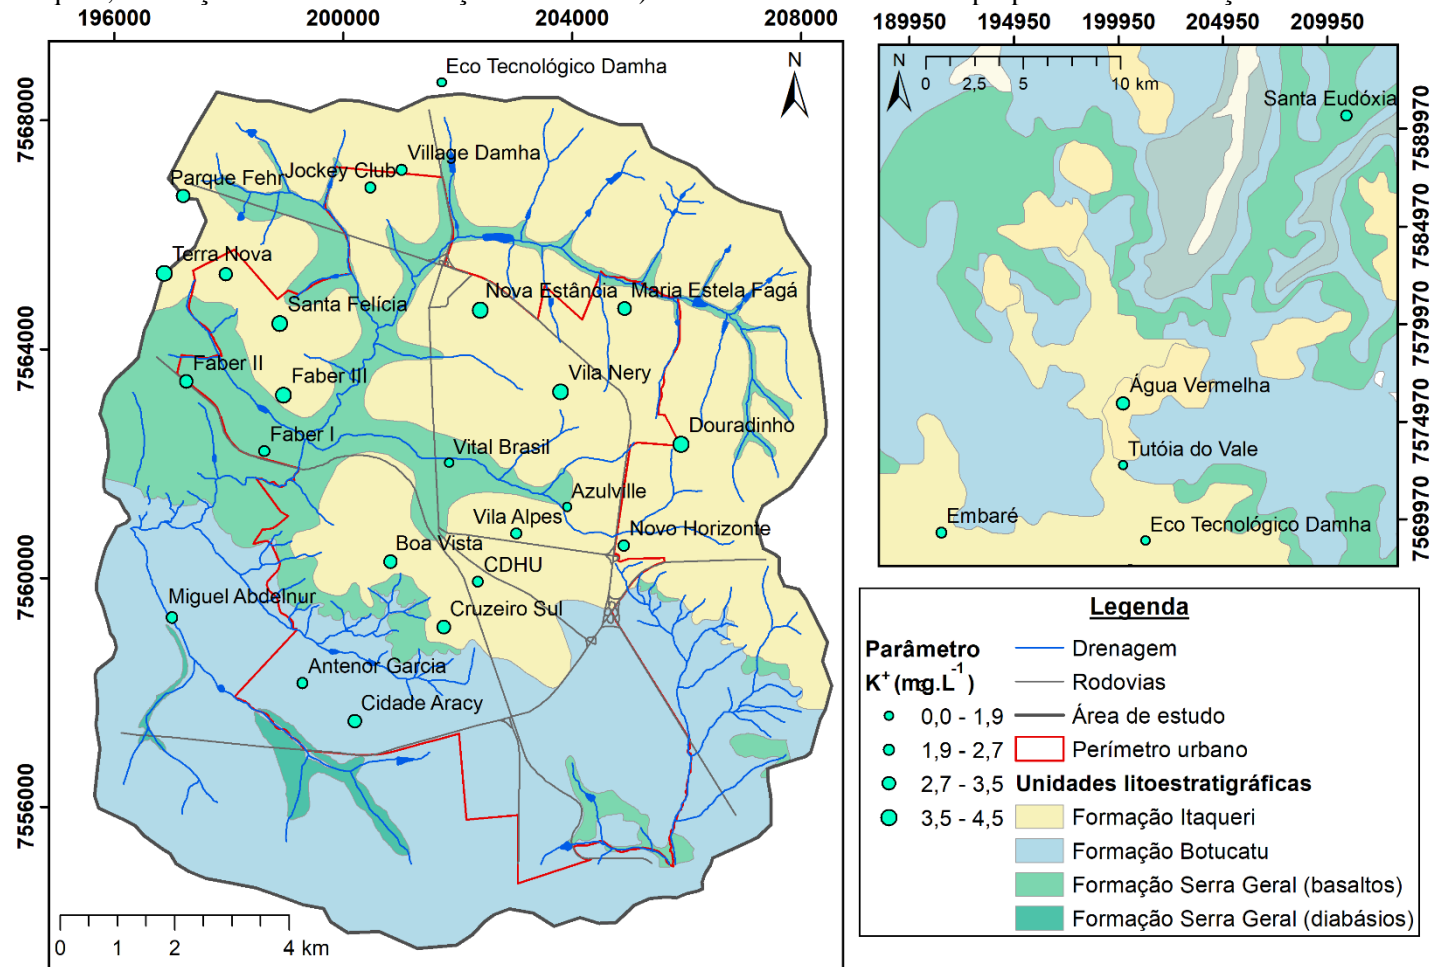 196000 200000 204000 208000
7568000
7564000
7560000
7556000
N
Eco Tecnológico Damha
Village Damha
Jockey Club
Parque Fehr
Terra Nova
Santa Felícia
Nova Estância
Maria Estela Fagá
Faber II
Faber III
Vila Nery
Faber I
Vital Brasil
Douradinho
Azulville
Vila Alpes
Novo Horizonte
Boa Vista
CDHU
Miguel Abdelnur
Cruzeiro Sul
Antenor Garcia
Cidade Aracy
0 1 2 4 km
189950 194950 199950 204950 209950
N
0 2,5 5 10 km
Santa Eudóxia
Água Vermelha
Tutóia do Vale
Embaré
Eco Tecnológico Damha
7589970
7584970
7579970
7574970
7569970
Legenda
Parâmetro
K+ (mg.L-1)
0,0 - 1,9
1,9 - 2,7
2,7 - 3,5
3,5 - 4,5
Drenagem
Rodovias
Área de estudo
Perímetro urbano
Unidades litoestratigráficas
Formação Itaqueri
Formação Botucatu
Formação Serra Geral (basaltos)
Formação Serra Geral (diabásios)